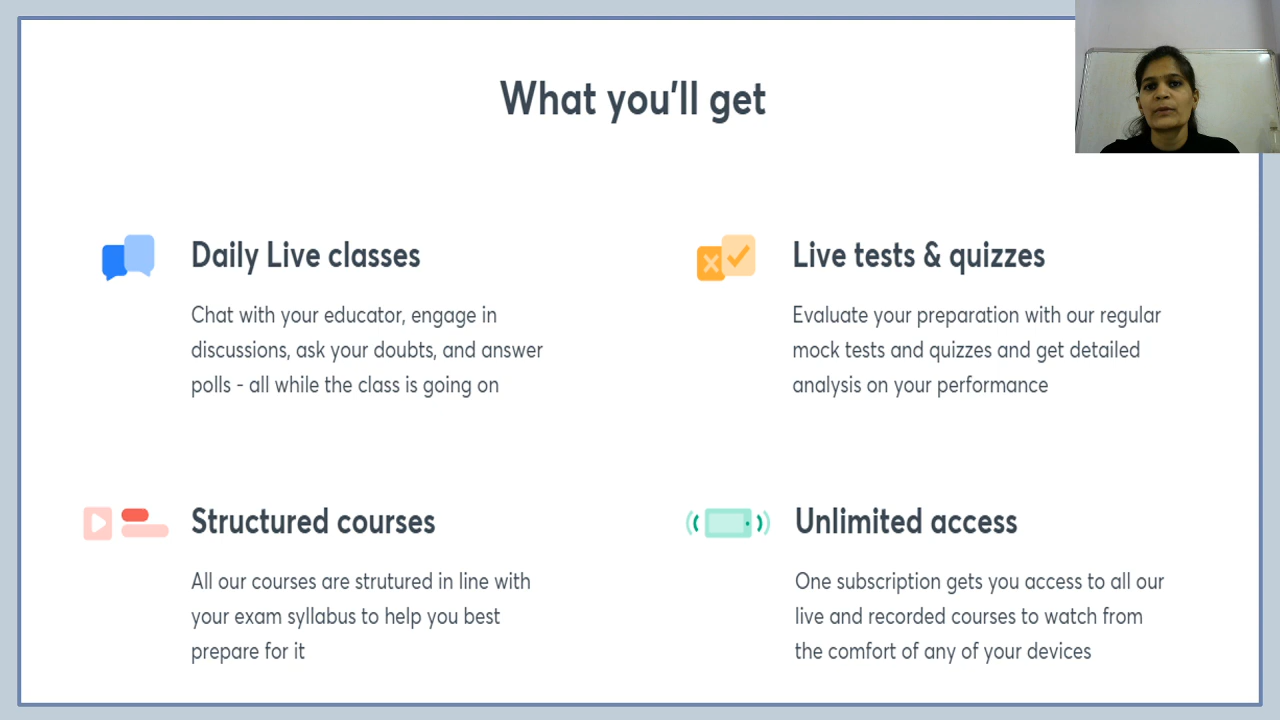 What you'll get
Daily Live classes
Chat with your educator, engage in
discussions, ask your doubts, and answer
polls - all while the class is going on
Live tests & quizzes
Evaluate your preparation with our regular
mock tests and quizzes and get detailed
analysis on your performance
Structured courses
All our courses are strutured in line with
your exam syllabus to help you best
prepare for it
Unlimited access
One subscription gets you access to all our
live and recorded courses to watch from
the comfort of any of your devices